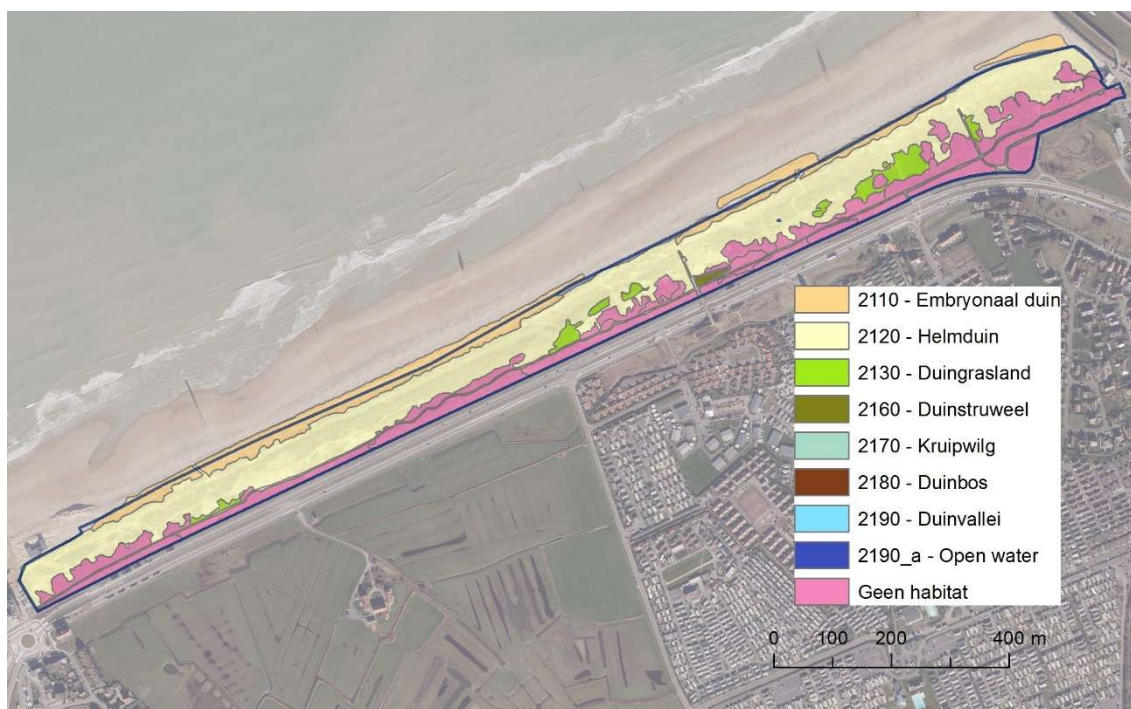 2110 - Embryonaal duin
2120 - Helmduin
2130 - Duingrasland
2160 - Duinstruweel
2170 - Kruipwilg
2180 - Duinbos
2190 - Duinvallei
2190_a - Open water
Geen habitat
0 100 200 400 m